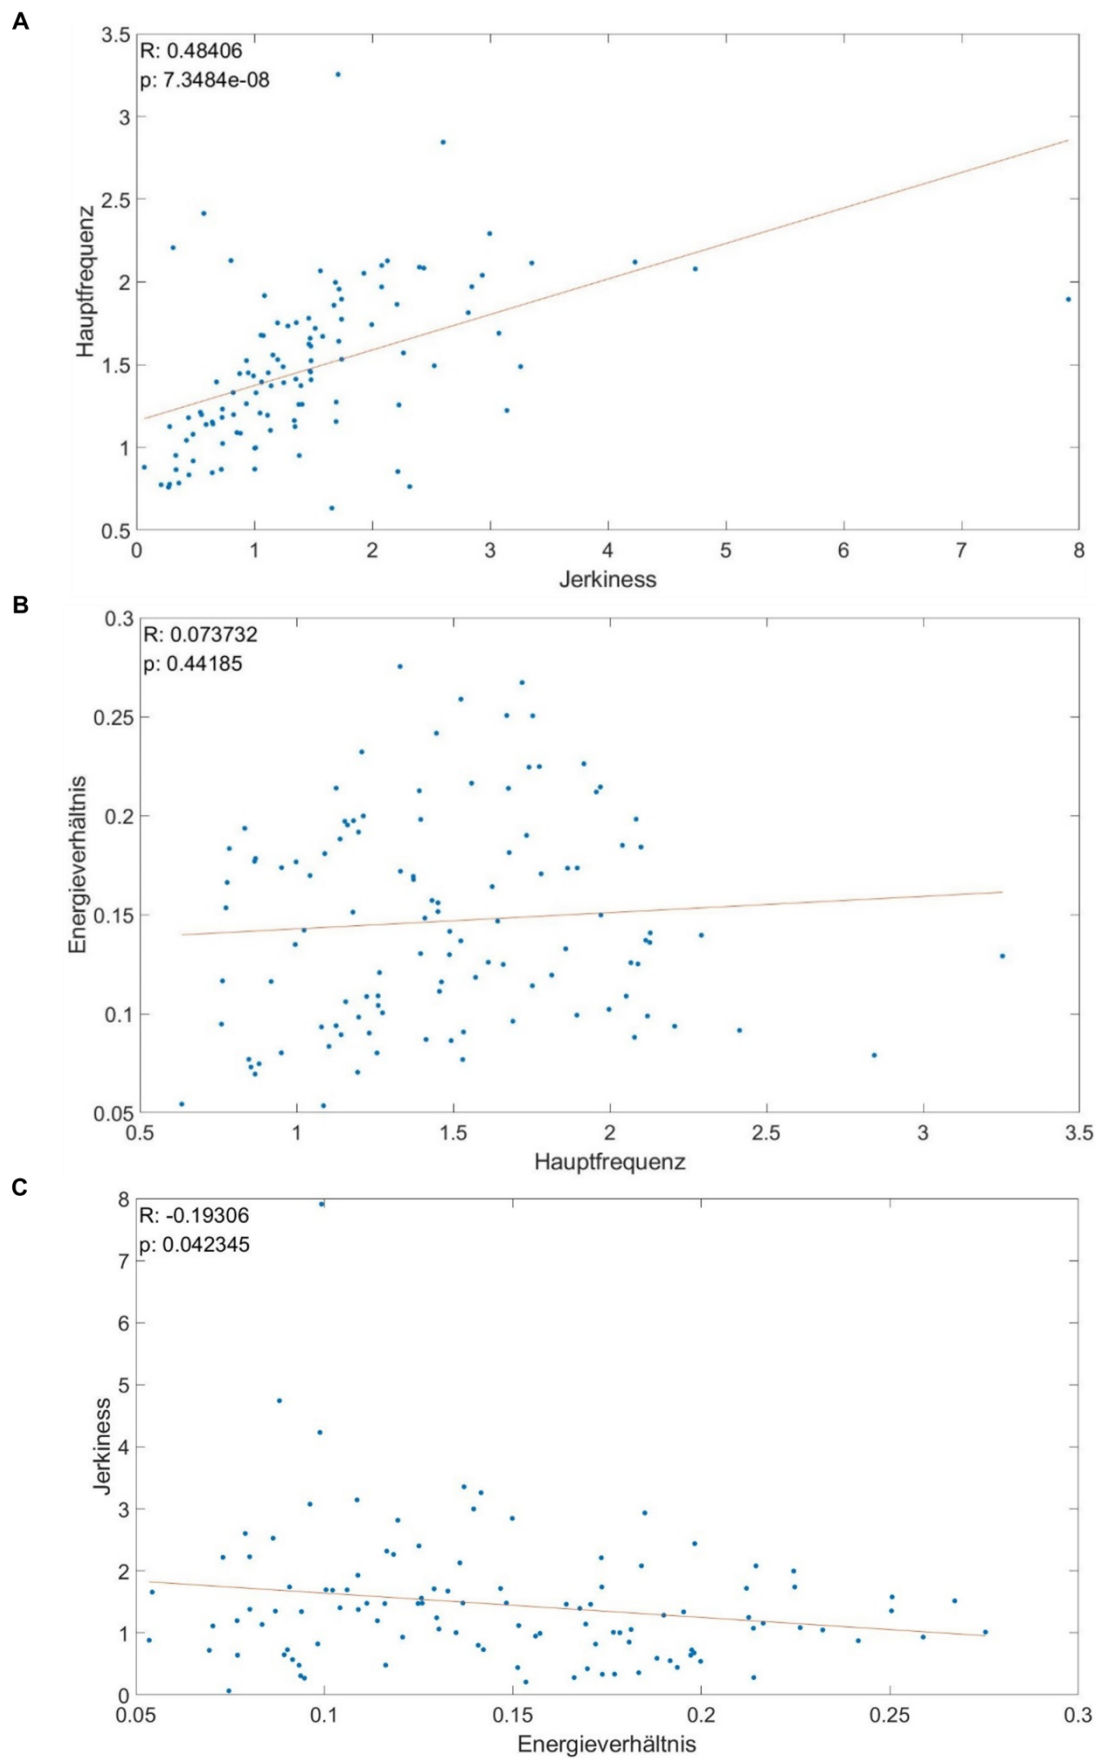 A
R: 0.48406
p: 7.3484e-08
3.5
3
2.5
2
1.5
1
0.5
Hauptfrequenz
0 1 2 3 4 5 6 7 8
Jerkiness
B
R: 0.073732
p: 0.44185
0.3
0.25
0.2
0.15
0.1
0.05
Energieverhältnis
0.5 1 1.5 2 2.5 3 3.5
Hauptfrequenz
C
R: -0.19306
p: 0.042345
8
7
6
5
4
3
2
1
0
Jerkiness
0.05 0.1 0.15 0.2 0.25 0.3
Energieverhältnis